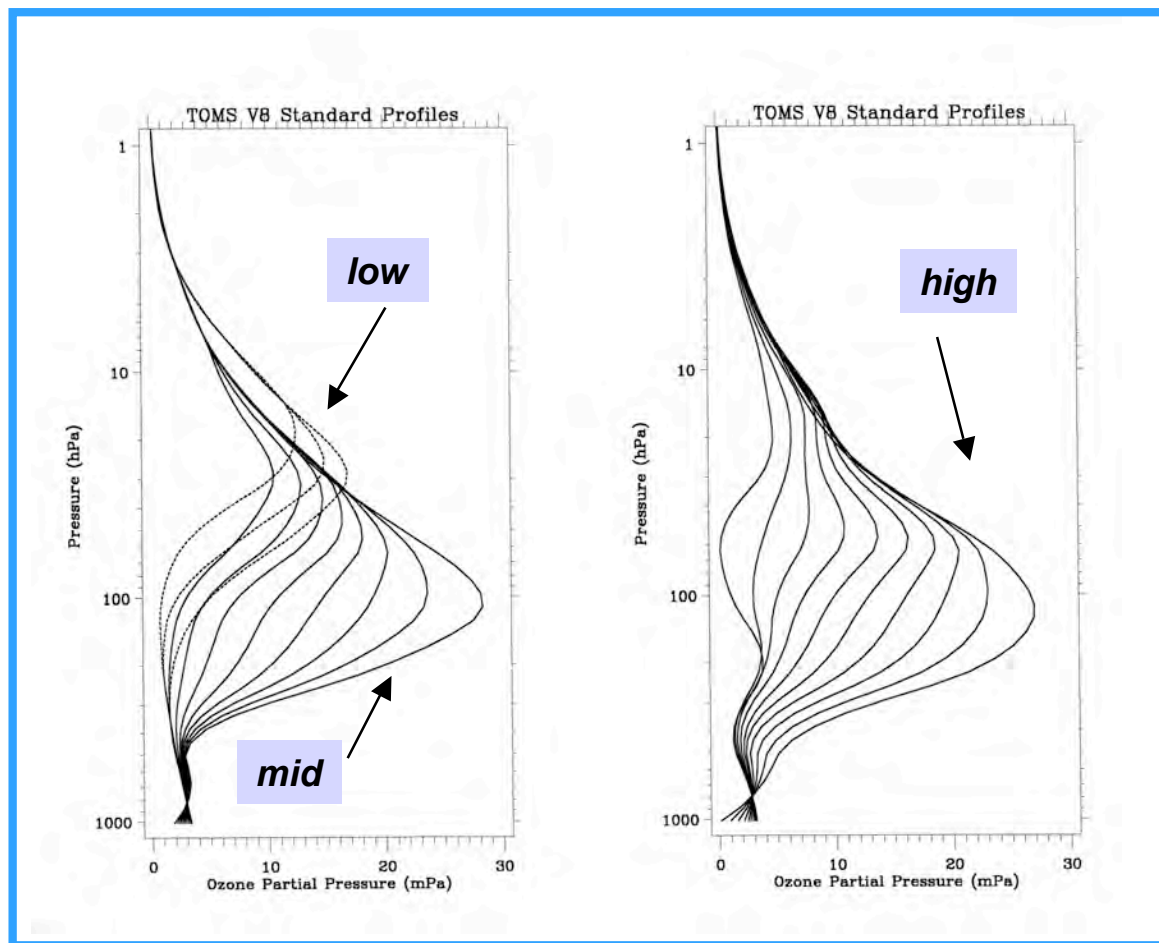 TOMS V8 Standard Profiles
1
10
100
1000
Pressure (hPa)
low
mid
0 10 20 30
Ozone Partial Pressure (mPa)
TOMS V8 Standard Profiles
1
10
100
1000
Pressure (hPa)
high
0 10 20 30
Ozone Partial Pressure (mPa)